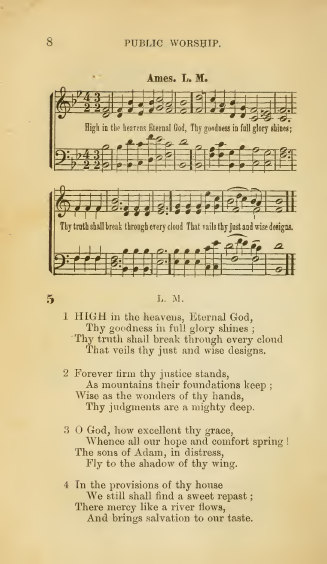 8
PUBLIC WORSHIP.
Ames. L. M.
High in the heavens Eternal God, Thy goodness in full glory shines;
Thy truth shall break through every cloud That vails thy just and wise designs.
5
L. M.
1 HIGH in the heavens, Eternal God,
Thy goodness in full glory shines ;
Thy truth shall break through every cloud
That veils thy just and wise designs.
2 Forever firm thy justice stands,
As mountains their foundations keep ;
Wise as the wonders of thy hands,
Thy judgments are a mighty deep.
3 O God, how excellent thy grace,
Whence all our hope and comfort spring !
The sons of Adam, in distress,
Fly to the shadow of thy wing.
4 In the provisions of thy house
We still shall find a sweet repast ;
There mercy like a river flows,
And brings salvation to our taste.